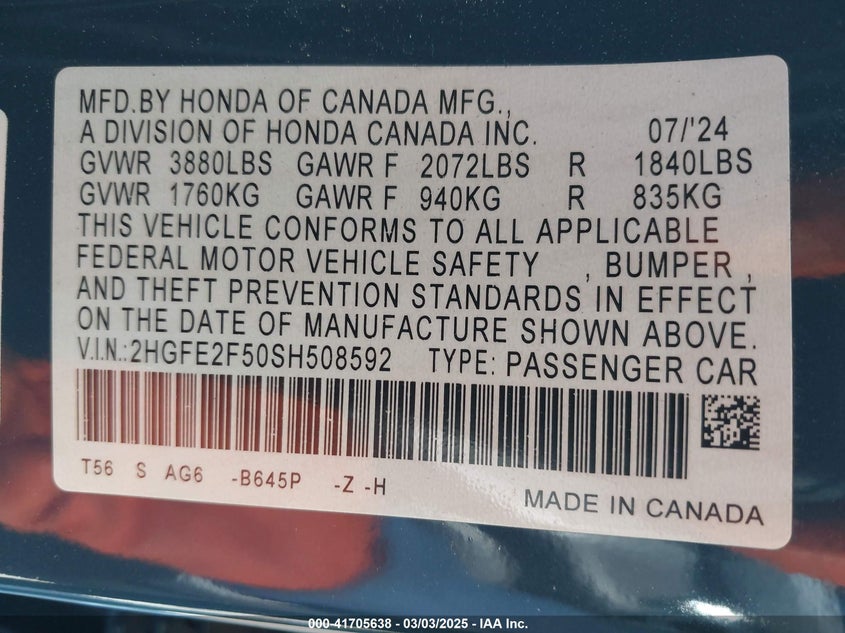 MFD.BY HONDA OF CANADA MFG.,
A DIVISION OF HONDA CANADA INC. 07/'24
GVWR 3880LBS GAWR F 2072LBS R 1840LBS
GVWR 1760KG GAWR F 940KG R 835KG
THIS VEHICLE CONFORMS TO ALL APPLICABLE
FEDERAL MOTOR VEHICLE SAFETY , BUMPER ,
AND THEFT PREVENTION STANDARDS IN EFFECT
ON THE DATE OF MANUFACTURE SHOWN ABOVE.
V.I.N.:2HGFE2F50SH508592 TYPE: PASSENGER CAR
T56 S AG6 -B645P -Z -H
MADE IN CANADA
000-41705638 - 03/03/2025 - IAA Inc.